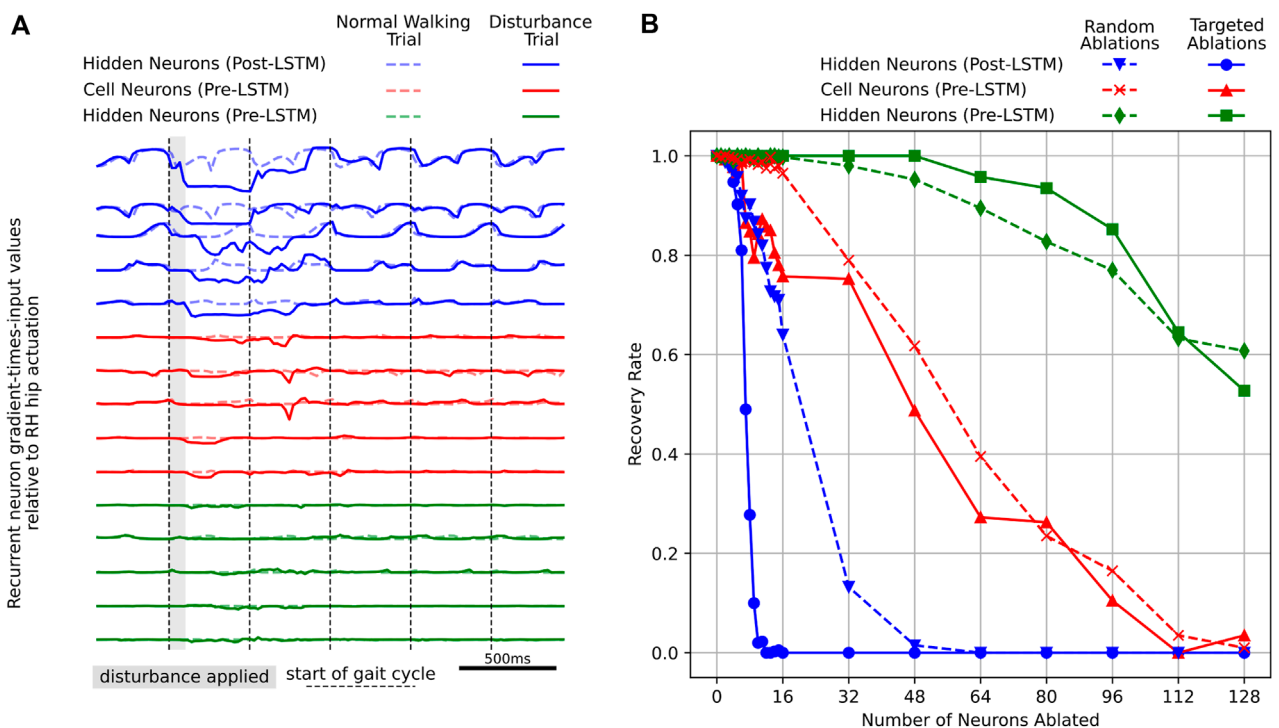 A
Normal Walking Disturbance
Trial Trial
Hidden Neurons (Post-LSTM)
Cell Neurons (Pre-LSTM)
Hidden Neurons (Pre-LSTM)
Recurrent neuron gradient-times-input values
relative to RH hip actuation
disturbance applied
start of gait cycle
500ms
B
Random Targeted
Ablations Ablations
Hidden Neurons (Post-LSTM)
Cell Neurons (Pre-LSTM)
Hidden Neurons (Pre-LSTM)
Recovery Rate
1.0
0.8
0.6
0.4
0.2
0.0
0 16 32 48 64 80 96 112 128
Number of Neurons Ablated